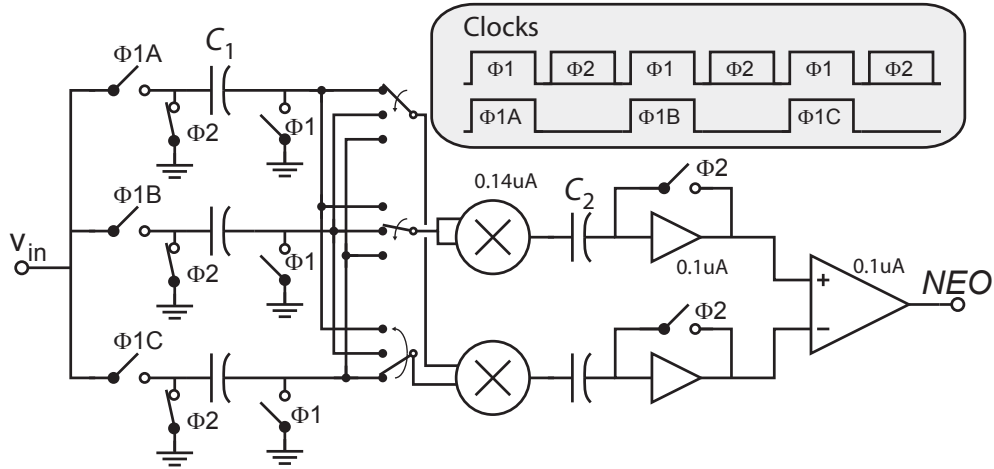 Clocks
Φ1 Φ2 Φ1 Φ2 Φ1 Φ2
Φ1A Φ1B Φ1C
Φ1A
C1
Φ2
Φ1
Φ1B
Φ2
Φ1
Φ1C
Φ2
Φ1
vin
0.14uA
C2
Φ2
0.1uA
Φ2
+
−
0.1uA
NEO